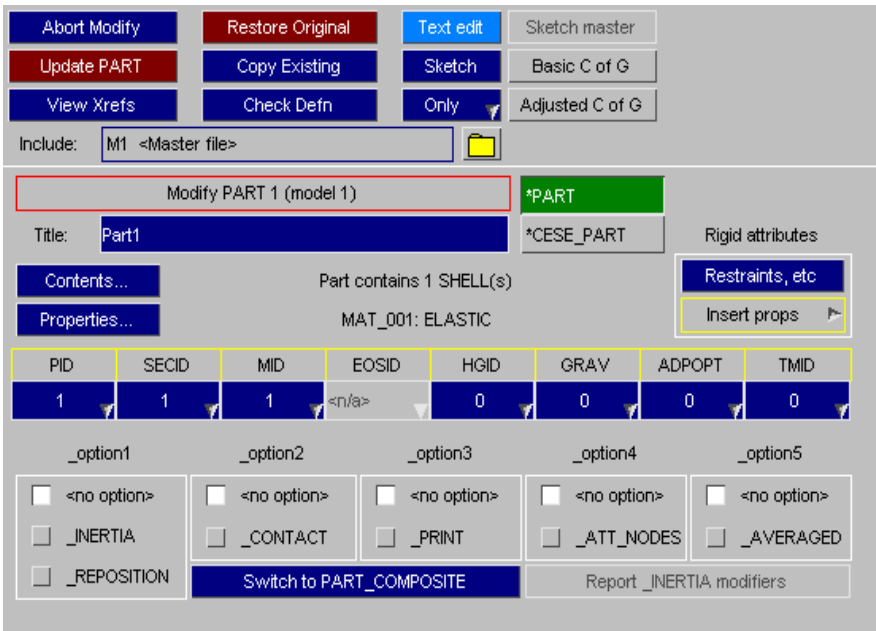 Abort Modify Restore Original Text edit Sketch master
Update PART Copy Existing Sketch Basic C of G
View Xrefs Check Defn Only Adjusted C of G
Include: M1 <Master file>
Modify PART 1 (model 1) *PART
Title: Part1 *CESE_PART Rigid attributes
Contents... Part contains 1 SHELL(s) Restraints, etc
Properties... MAT_001: ELASTIC Insert props
PID SECID MID EOSID HGID GRAV ADPOPT TMID
1 1 1 <n/a> 0 0 0 0
_option1 _option2 _option3 _option4 _option5
<no option> <no option> <no option> <no option> <no option>
_INERTIA _CONTACT _PRINT _ATT_NODES _AVERAGED
_REPOSITION Switch to PART_COMPOSITE Report _INERTIA modifiers